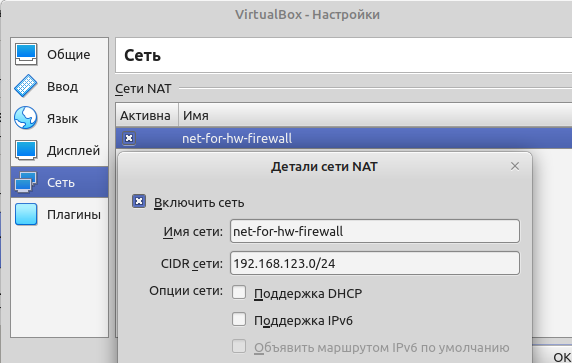 VirtualBox - Настройки
Общие
Ввод
Язык
Дисплей
Сеть
Плагины
Сеть
Сети NAT
Активна Имя
net-for-hw-firewall
Детали сети NAT
Включить сеть
Имя сети: net-for-hw-firewall
CIDR сети: 192.168.123.0/24
Опции сети: Поддержка DHCP
Поддержка IPv6
Объявить маршрутом IPv6 по умолчанию
OK